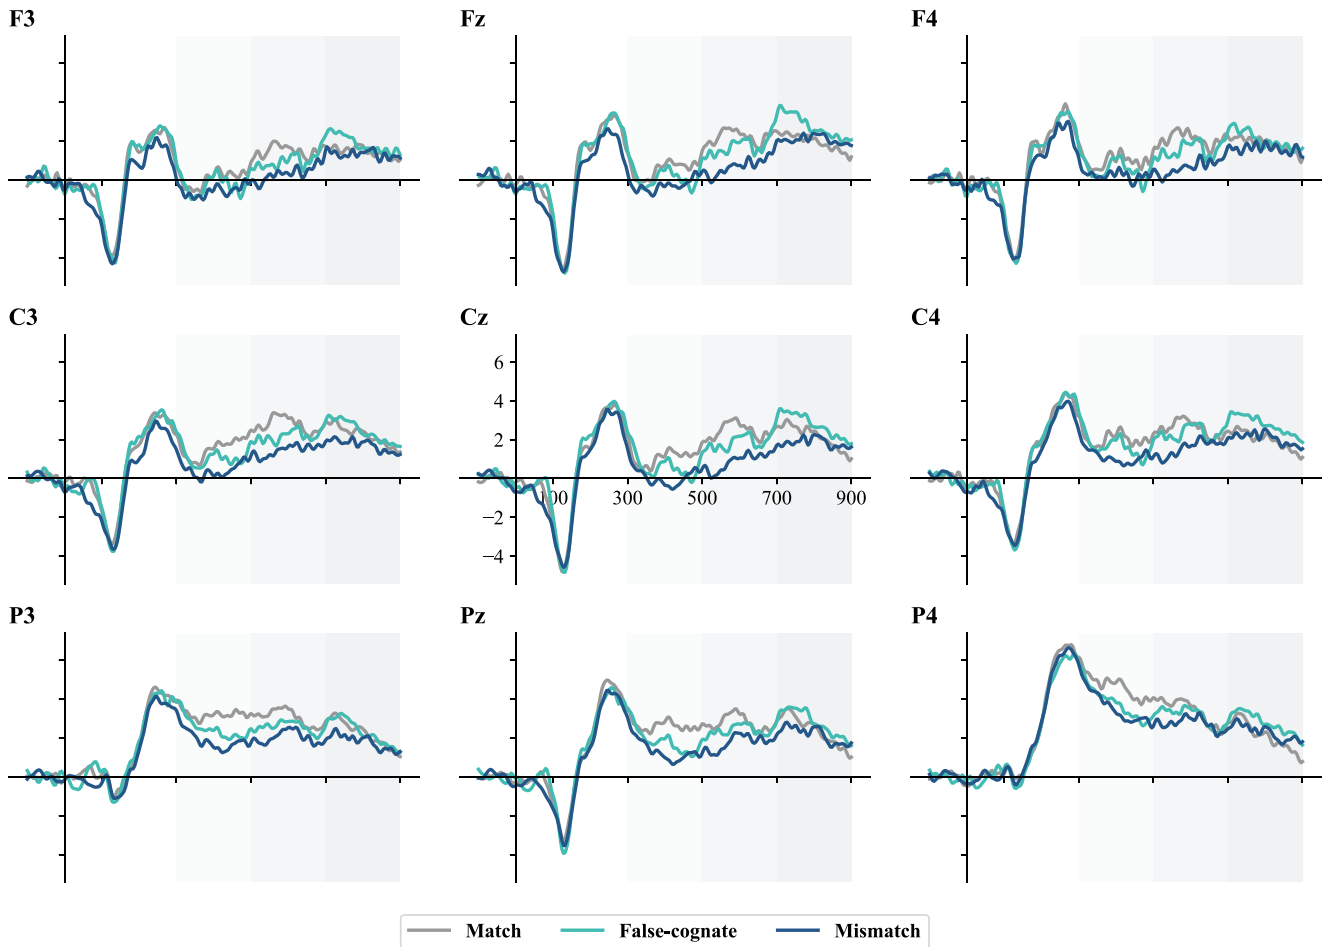 F3
Fz
F4
C3
Cz
C4
6
4
2
−2
−4
100
300
500
700
900
P3
Pz
P4
Match
False-cognate
Mismatch